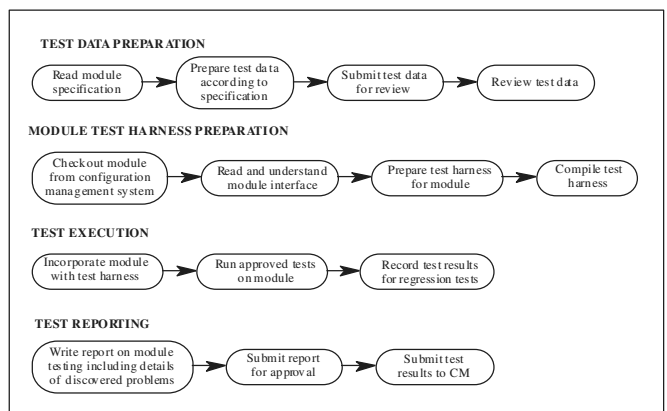 TEST DATA PREPARATION
Read module
specification
Prepare test data
according to
specification
Submit test data
for review
Review test data
MODULE TEST HARNESS PREPARATION
Checkout module
from configuration
management system
Read and understand
module interface
Prepare test harness
for module
Compile test
harness
TEST EXECUTION
Incorporate module
with test harness
Run approved tests
on module
Record test results
for regression tests
TEST REPORTING
Write report on module
testing including details
of discovered problems
Submit report
for approval
Submit test
results to CM